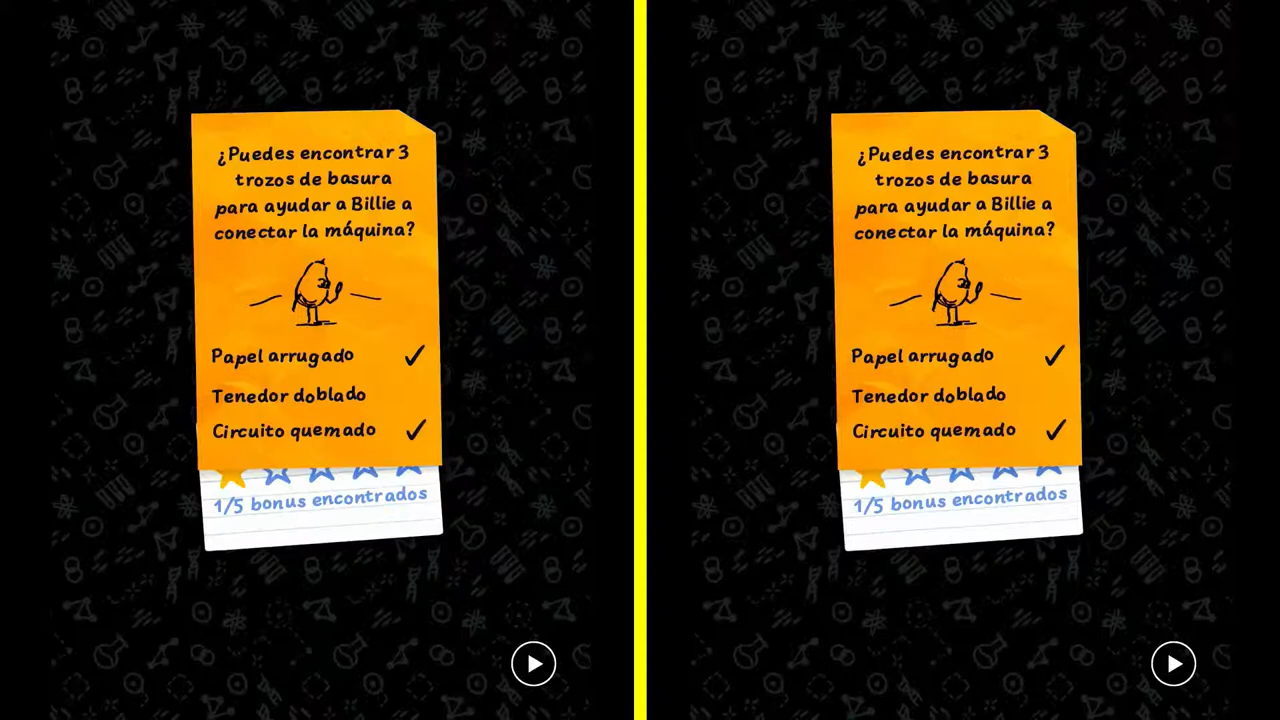 ¿Puedes encontrar 3
trozos de basura
para ayudar a Billie a
conectar la máquina?
Papel arrugado
Tenedor doblado
Circuito quemado
1/5 bonus encontrados
¿Puedes encontrar 3
trozos de basura
para ayudar a Billie a
conectar la máquina?
Papel arrugado
Tenedor doblado
Circuito quemado
1/5 bonus encontrados